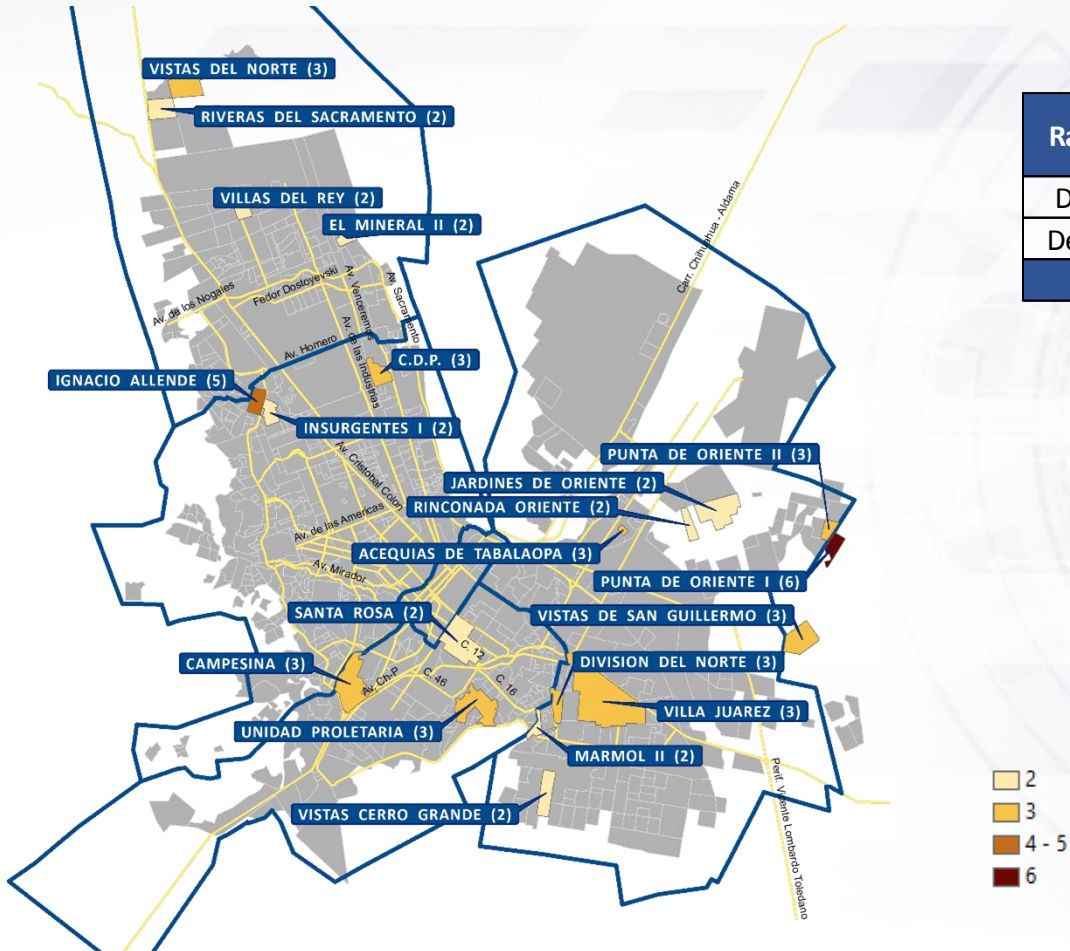 VISTAS DEL NORTE (3)
RIVERAS DEL SACRAMENTO (2)
VILLAS DEL REY (2)
EL MINERAL II (2)
Carr. Chihuahua - Aldama
Av. de los Nogales
Fedor Dostoyevski
Av. Venceremos
Av. Sacramento
Av. Homero
Av. de las Industrias
C.D.P. (3)
IGNACIO ALLENDE (5)
INSURGENTES I (2)
Av. Cristobal Colon
PUNTA DE ORIENTE II (3)
JARDINES DE ORIENTE (2)
RINCONADA ORIENTE (2)
Av. de las Americas
ACEQUIAS DE TABALAOPA (3)
Av. Mirador
PUNTA DE ORIENTE I (6)
SANTA ROSA (2)
VISTAS DE SAN GUILLERMO (3)
C. 12
CAMPESINA (3)
DIVISION DEL NORTE (3)
Av. Ch-P
C. 46
C. 16
VILLA JUAREZ (3)
UNIDAD PROLETARIA (3)
MARMOL II (2)
VISTAS CERRO GRANDE (2)
Perif. Vicente Lombardo Toledano
2
3
4 - 5
6
Ra
D
De